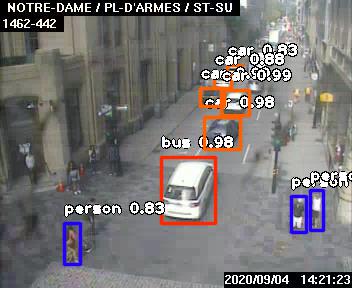 NOTRE-DAME / PL-D'ARMES / ST-SU
1462-442
car 0.83
car 0.88
car 0.99
car 0.98
bus 0.98
person 0.83
2020/09/04 14:21:23